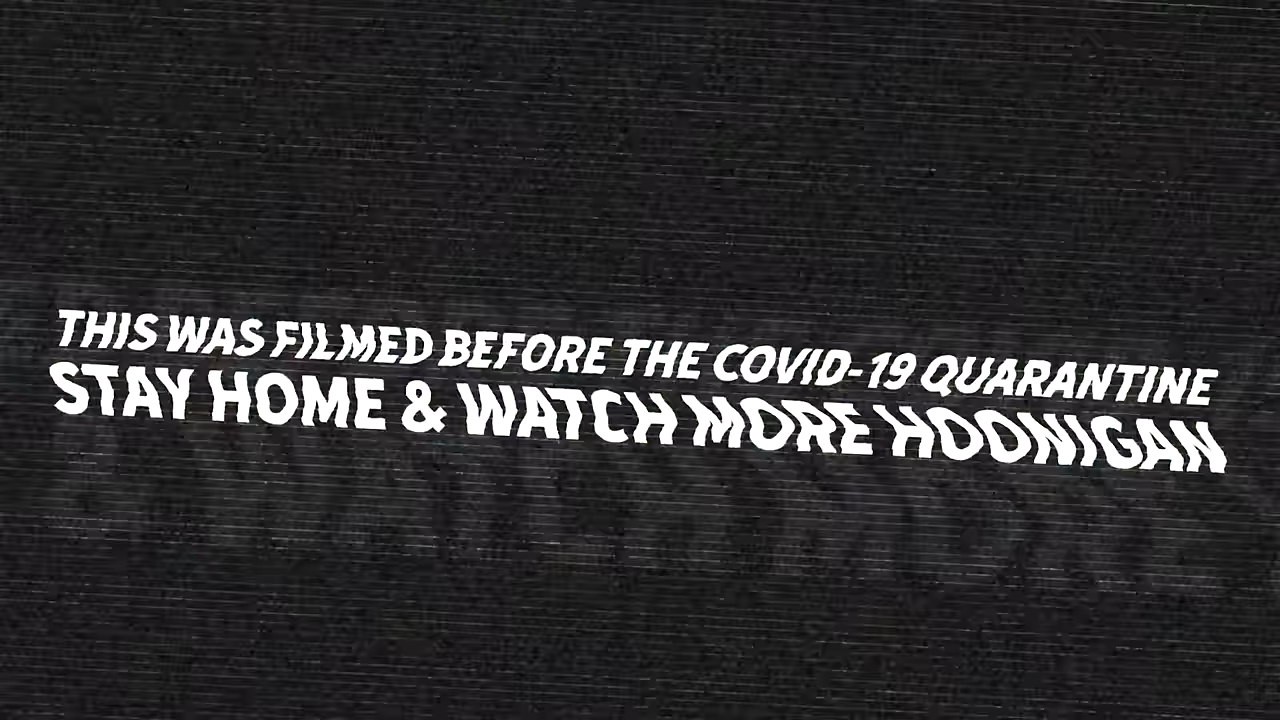 THIS WAS FILMED BEFORE THE COVID-19 QUARANTINE
STAY HOME & WATCH MORE HOONIGAN